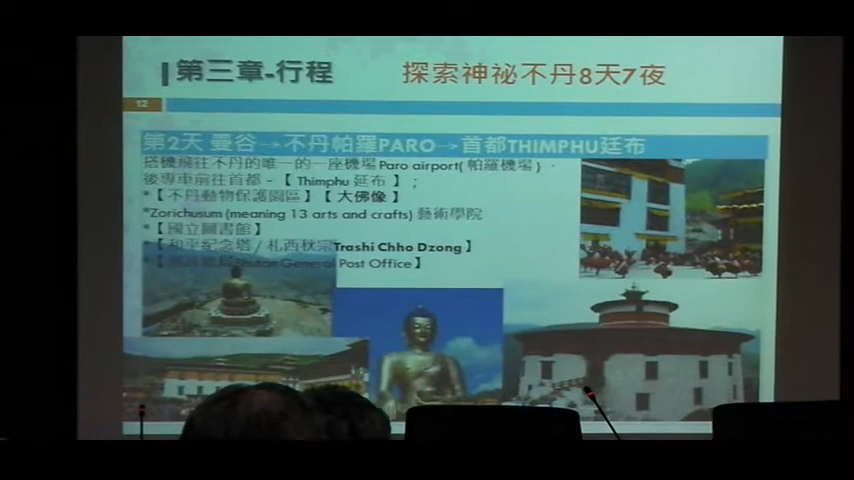 第三章-行程
探索神祕不丹8天7夜
12
第2天 曼谷→不丹帕羅PARO→首都THIMPHU廷布
搭機飛往不丹的唯一的一座機場Paro airport(帕羅機場)．
後專車前往首都-【Thimphu 廷布】；
*【不丹動物保護園區】【大佛像】
*Zorichusum (meaning 13 arts and crafts) 藝術學院
*【國立圖書館】
*【和平紀念塔/札西秋宗Trashi Chho Dzong】
Bhutan General Post Office】